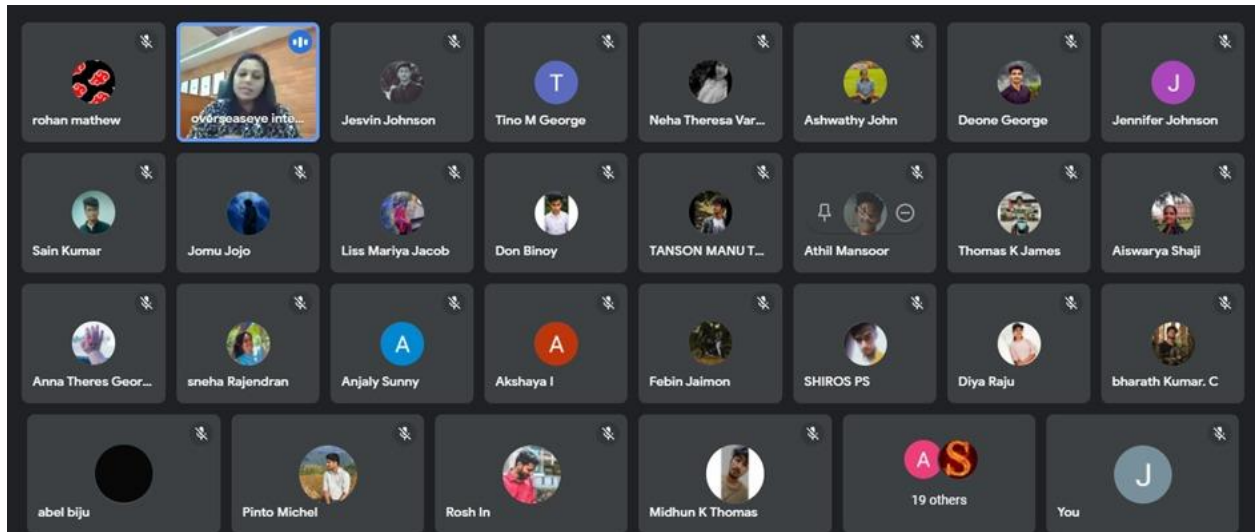 rohan mathew
overseaseye inte...
Jesvin Johnson
T
Tino M George
Neha Theresa Var...
Ashwathy John
Deone George
J
Jennifer Johnson
Sain Kumar
Jomu Jojo
Liss Mariya Jacob
Don Binoy
TANSON MANU T...
Athil Mansoor
Thomas K James
Aiswarya Shaji
Anna Theres Geor...
sneha Rajendran
A
Anjaly Sunny
A
Akshaya I
Febin Jaimon
SHIROS PS
Diya Raju
bharath Kumar. C
abel biju
Pinto Michel
Rosh In
Midhun K Thomas
A S
19 others
J
You